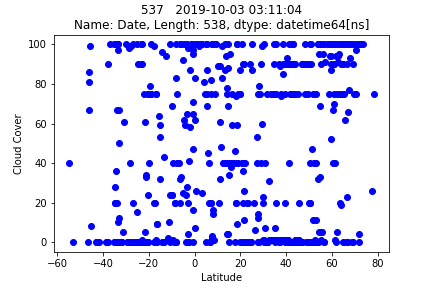 537   2019-10-03 03:11:04
Name: Date, Length: 538, dtype: datetime64[ns]
100
80
60
40
20
0
Cloud Cover
−60 −40 −20 0 20 40 60 80
Latitude